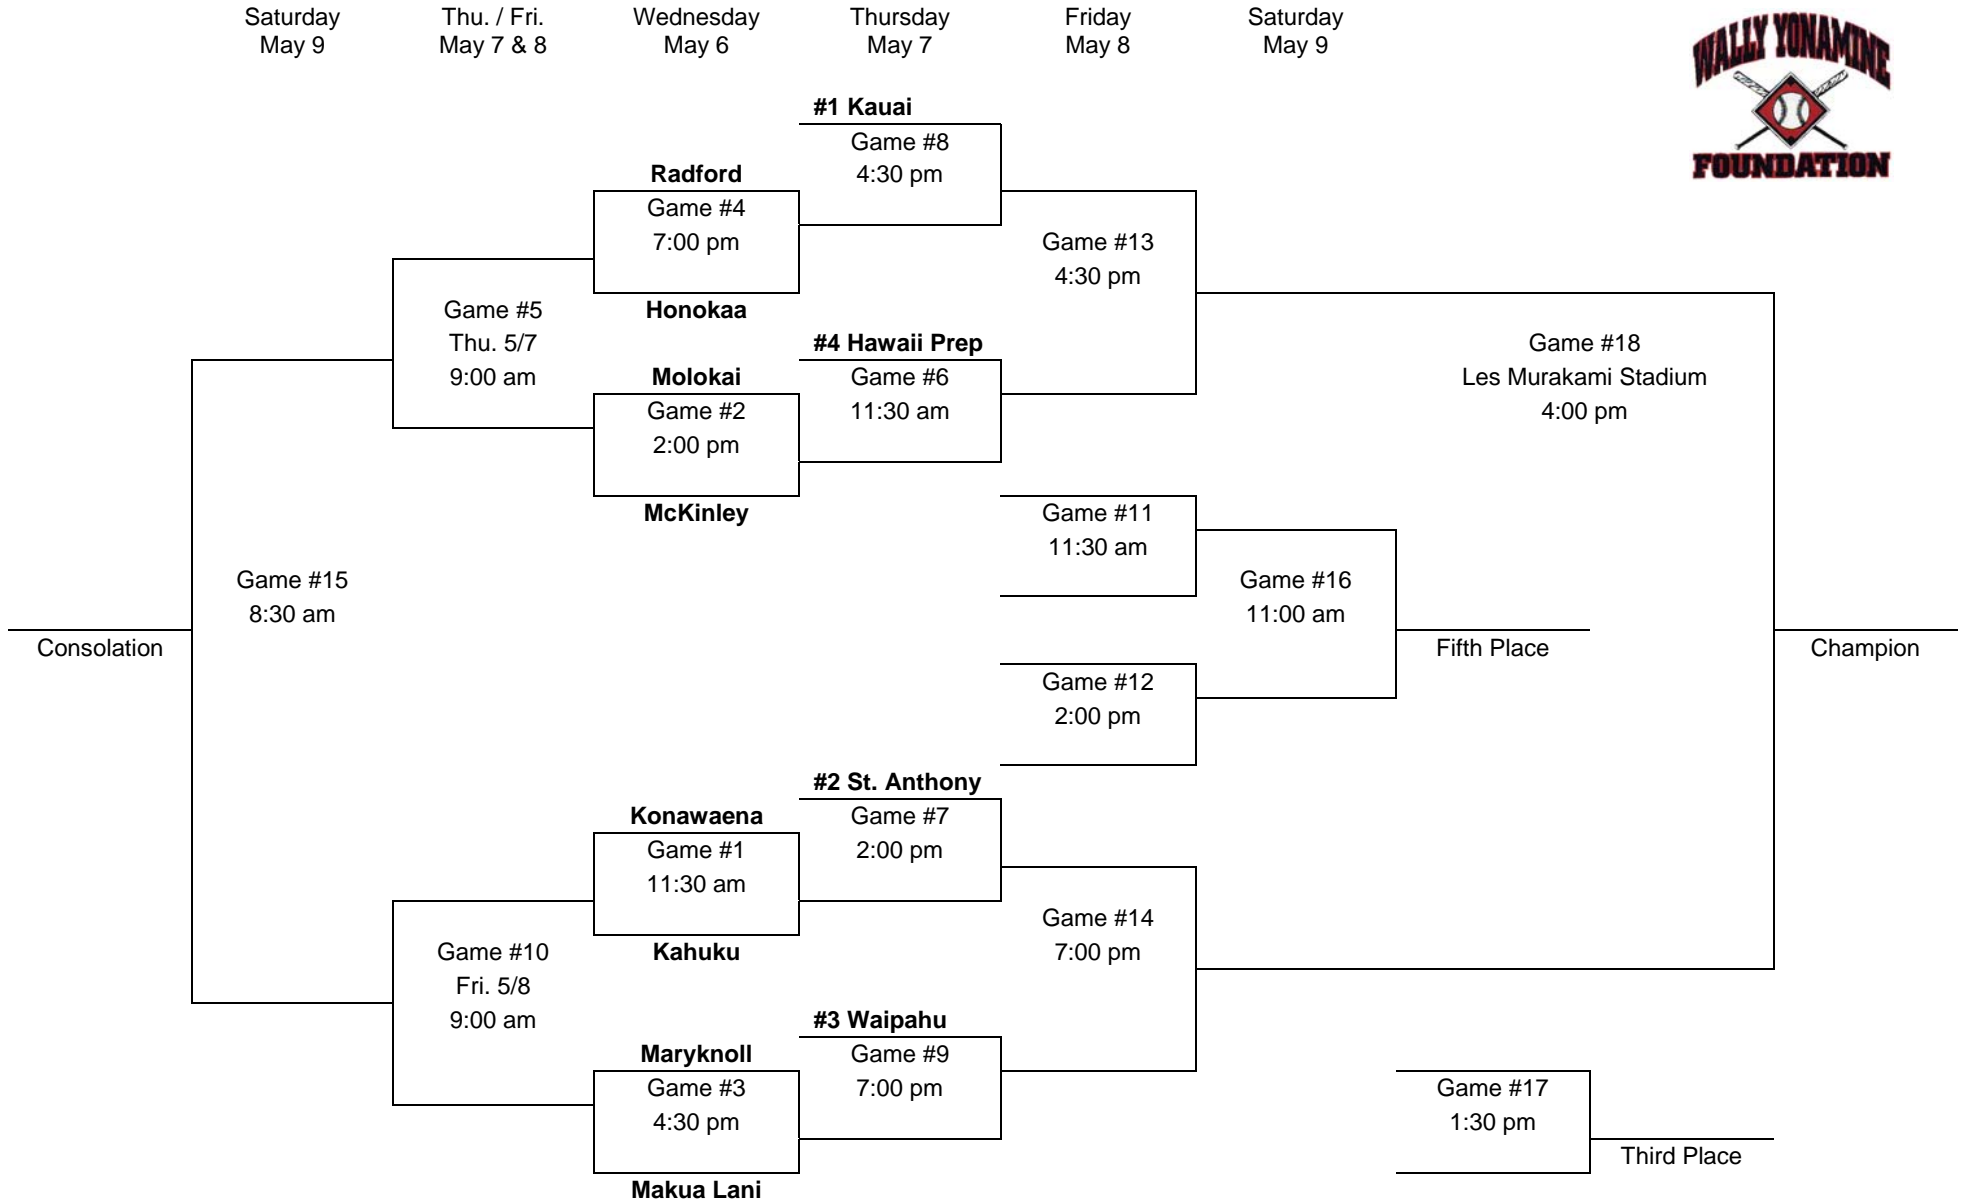 Saturday
May 9
Thu. / Fri.
May 7 & 8
Wednesday
May 6
Thursday
May 7
Friday
May 8
Saturday
May 9
WALLY YONAMINE
FOUNDATION
#1 Kauai
Game #8
4:30 pm
Radford
Game #4
7:00 pm
Honokaa
Game #13
4:30 pm
Game #5
Thu. 5/7
9:00 am
#4 Hawaii Prep
Game #6
11:30 am
Molokai
Game #2
2:00 pm
McKinley
Game #18
Les Murakami Stadium
4:00 pm
Game #11
11:30 am
Game #15
8:30 am
Game #16
11:00 am
Consolation
Fifth Place
Champion
Game #12
2:00 pm
#2 St. Anthony
Game #7
2:00 pm
Konawaena
Game #1
11:30 am
Kahuku
Game #14
7:00 pm
Game #10
Fri. 5/8
9:00 am
#3 Waipahu
Game #9
7:00 pm
Maryknoll
Game #3
4:30 pm
Makua Lani
Game #17
1:30 pm
Third Place